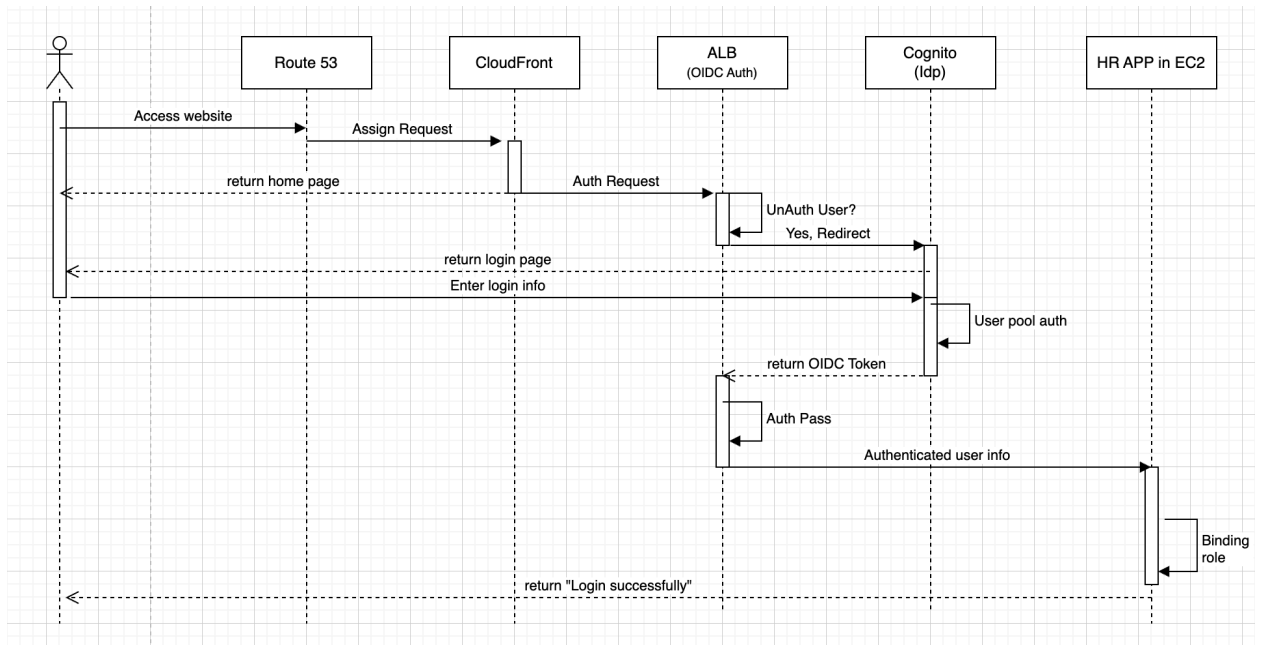 Route 53
CloudFront
ALB
(OIDC Auth)
Cognito
(Idp)
HR APP in EC2
Access website
Assign Request
return home page
Auth Request
UnAuth User?
Yes, Redirect
return login page
Enter login info
User pool auth
return OIDC Token
Auth Pass
Authenticated user info
Binding
role
return "Login successfully"